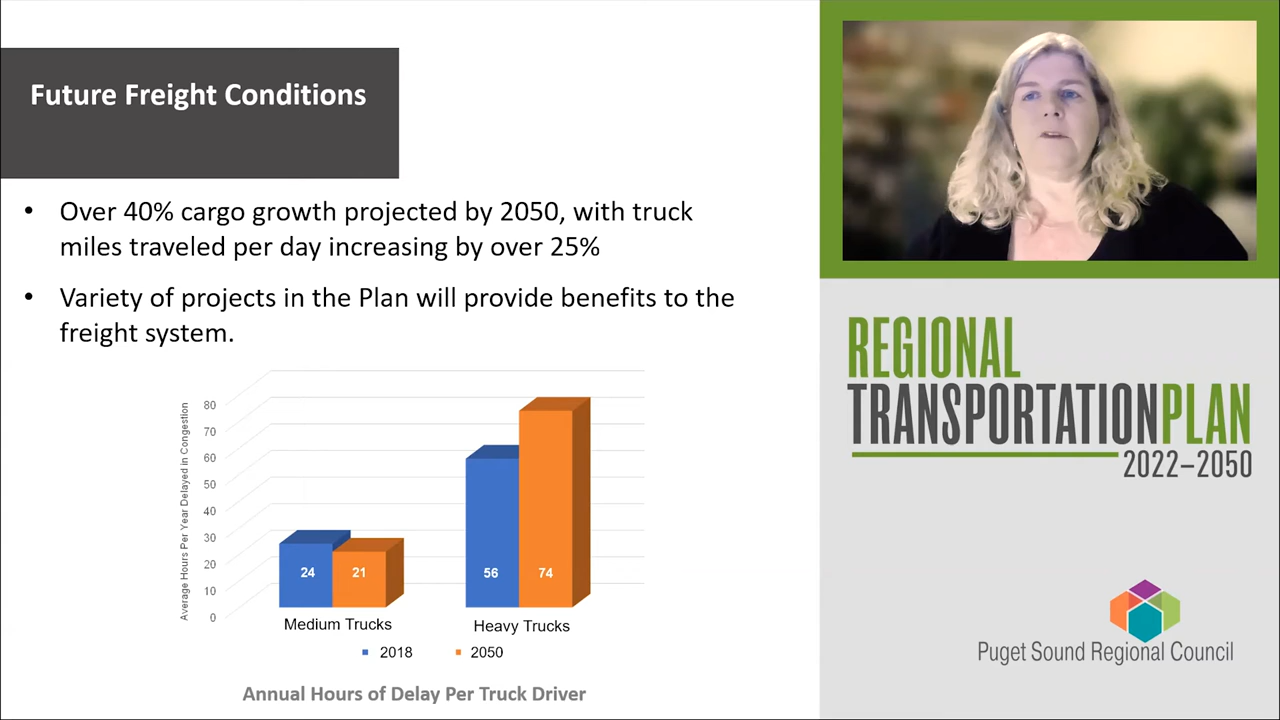 Future Freight Conditions
• Over 40% cargo growth projected by 2050, with truck
miles traveled per day increasing by over 25%
• Variety of projects in the Plan will provide benefits to the
freight system.
Average Hours Per Year Delayed in Congestion
80
70
60
50
40
30
20
10
0
24
21
56
74
Medium Trucks
Heavy Trucks
2018
2050
Annual Hours of Delay Per Truck Driver
REGIONAL
TRANSPORTATIONPLAN
2022–2050
Puget Sound Regional Council